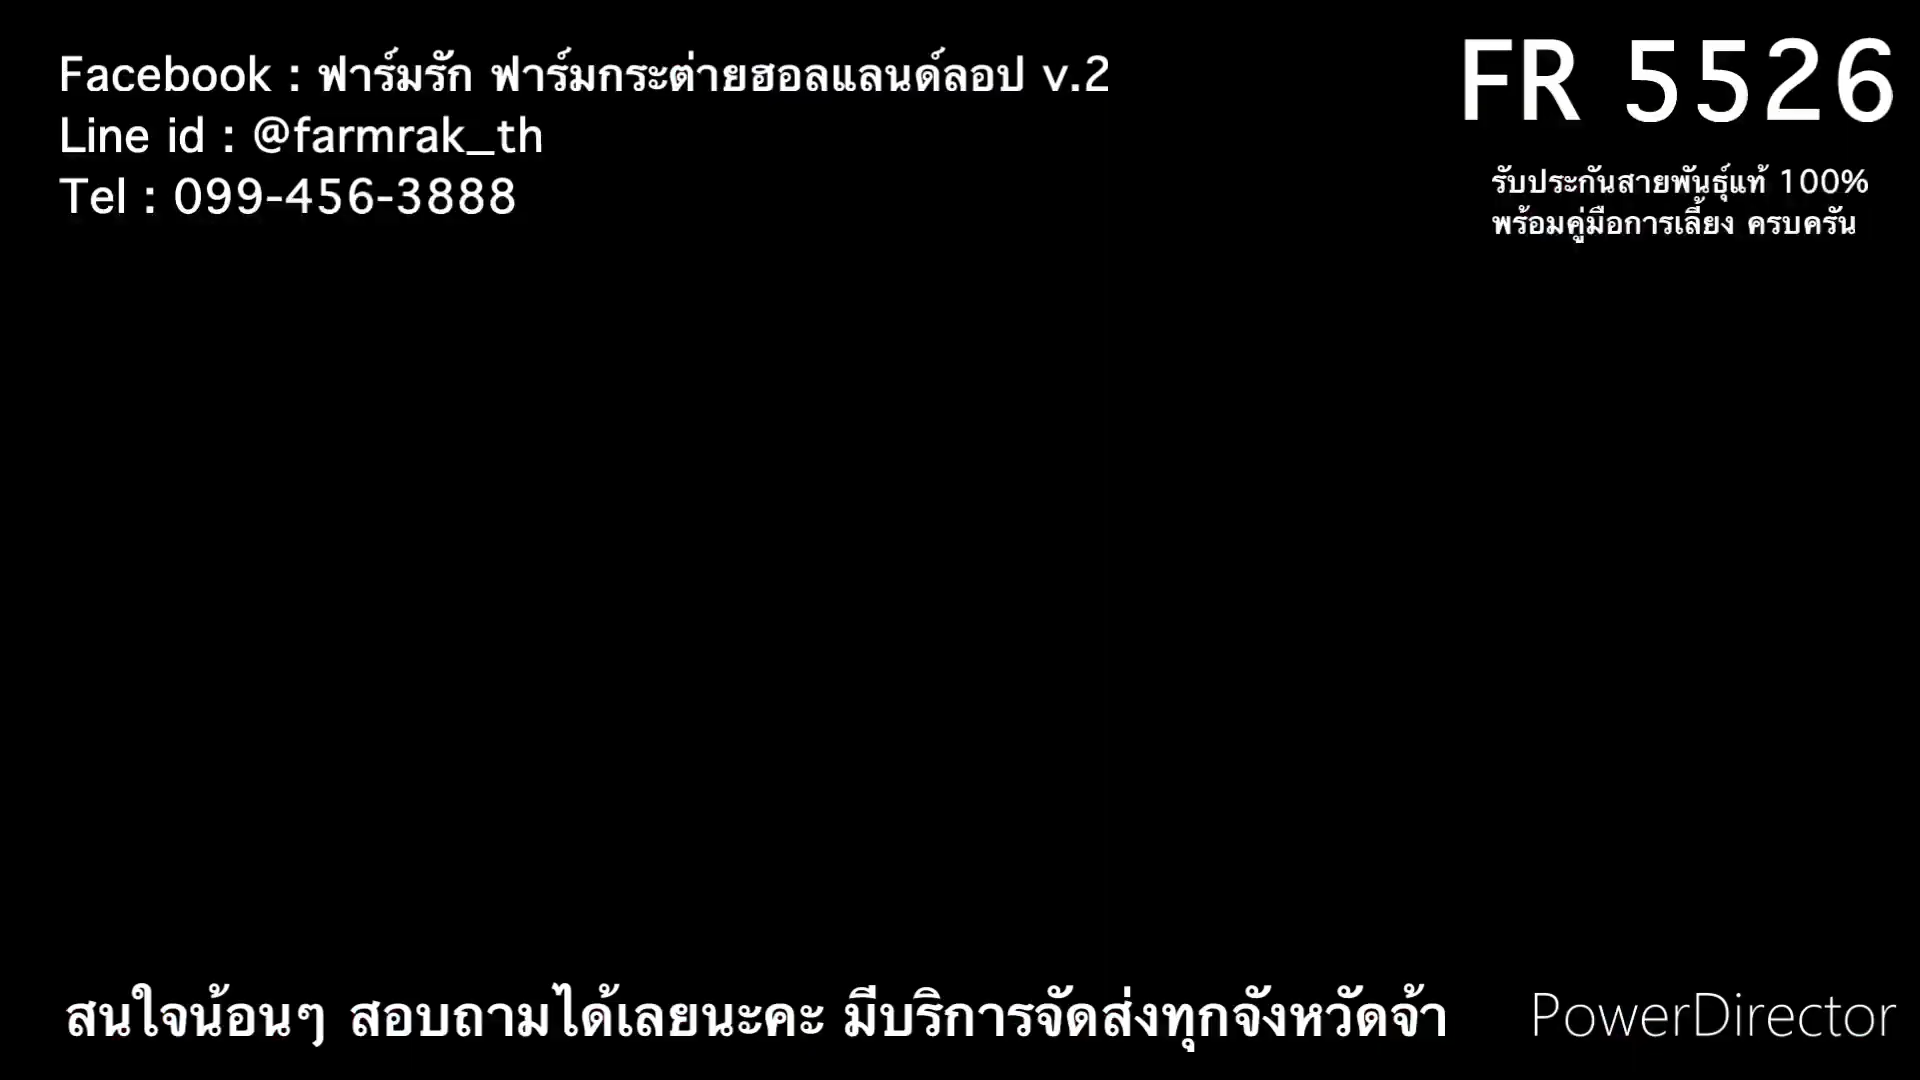 Facebook : ฟาร์มรัก ฟาร์มกระต่ายฮอลแลนด์ลอป v.2
Line id : @farmrak_th
Tel : 099-456-3888
FR 5526
รับประกันสายพันธุ์แท้ 100%
พร้อมคู่มือการเลี้ยง ครบครัน
สนใจน้อนๆ สอบถามได้เลยนะคะ มีบริการจัดส่งทุกจังหวัดจ้า
PowerDirector